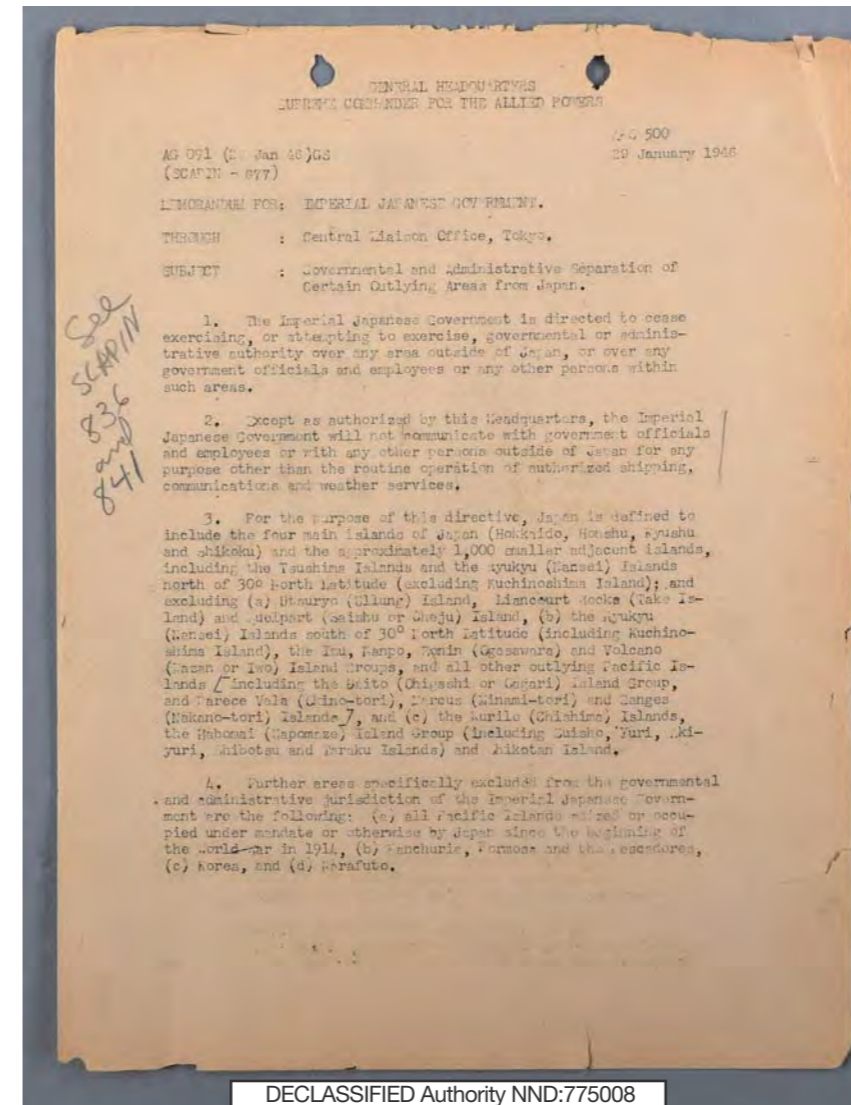 GENERAL HEADQUARTERS
SUPREME COMMANDER FOR THE ALLIED POWERS
APO 500
AG 091 (29 Jan 46)GS
29 January 1946
(SCAPIN - 677)
MEMORANDUM FOR: IMPERIAL JAPANESE GOVERNMENT.
THROUGH : Central Liaison Office, Tokyo.
SUBJECT : Governmental and Administrative Separation of
Certain Outlying Areas from Japan.
See
SCAPIN
836
and
841
1. The Imperial Japanese Government is directed to cease
exercising, or attempting to exercise, governmental or adminis-
trative authority over any area outside of Japan, or over any
government officials and employees or any other persons within
such areas.
2. Except as authorized by this Headquarters, the Imperial
Japanese Government will not communicate with government officials
and employees or with any other persons outside of Japan for any
purpose other than the routine operation of authorized shipping,
communications and weather services.
3. For the purpose of this directive, Japan is defined to
include the four main islands of Japan (Hokkaido, Honshu, Kyushu
and Shikoku) and the approximately 1,000 smaller adjacent islands,
including the Tsushima Islands and the Ryukyu (Nansei) Islands
north of 30° North Latitude (excluding Kuchinoshima Island); and
excluding (a) Utsuryo (Ullung) Island, Liancourt Rocks (Take Is-
land) and Quelpart (Saishu or Cheju) Island, (b) the Ryukyu
(Nansei) Islands south of 30° North Latitude (including Kuchino-
shima Island), the Izu, Nanpo, Bonin (Ogasawara) and Volcano
(Kazan or Iwo) Island Groups, and all other outlying Pacific Is-
lands [including the Daito (Ohigashi or Oagari) Island Group,
and Parece Vela (Okino-tori), Marcus (Minami-tori) and Ganges
(Nakano-tori) Islands], and (c) the Kurile (Chishima) Islands,
the Habomai (Hapomaze) Island Group (including Suisho, Yuri, Aki-
yuri, Shibotsu and Taraku Islands) and Shikotan Island.
4. Further areas specifically excluded from the governmental
and administrative jurisdiction of the Imperial Japanese Govern-
ment are the following: (a) all Pacific Islands seized or occu-
pied under mandate or otherwise by Japan since the beginning of
the World War in 1914, (b) Manchuria, Formosa and the Pescadores,
(c) Korea, and (d) Karafuto.
DECLASSIFIED Authority NND:775008